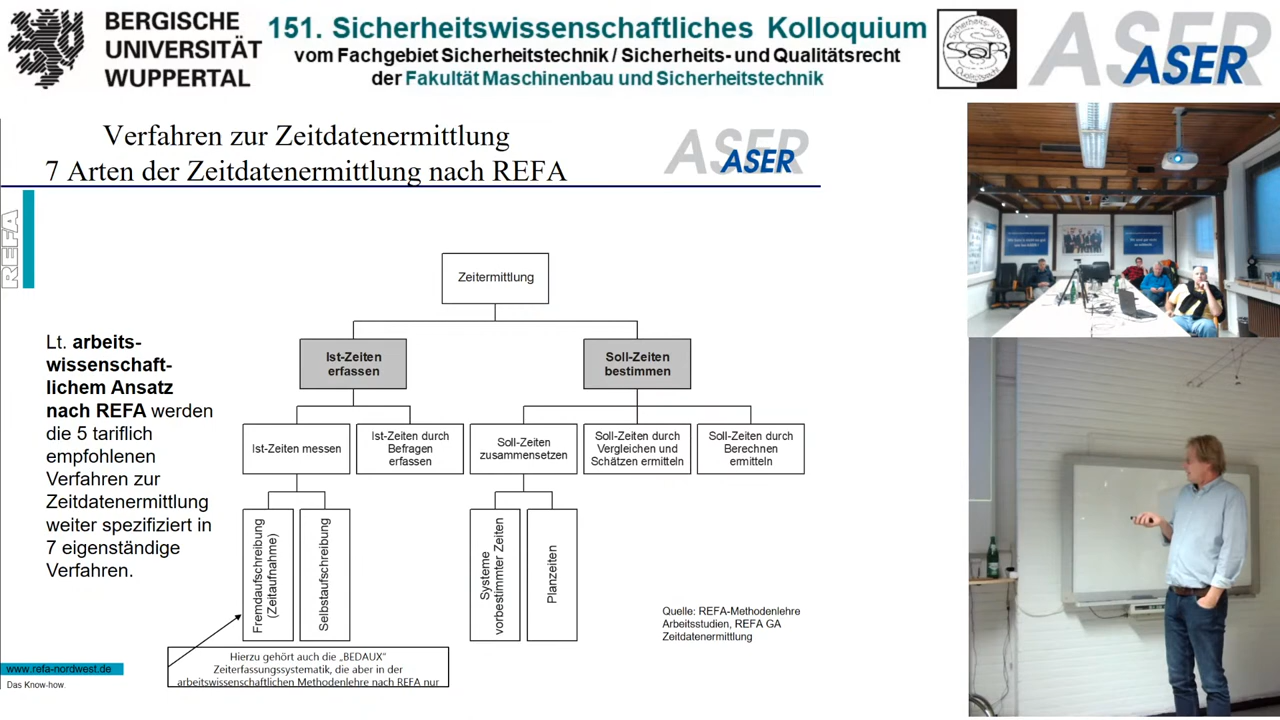 BERGISCHE
UNIVERSITÄT
WUPPERTAL
151. Sicherheitswissenschaftliches Kolloquium
vom Fachgebiet Sicherheitstechnik / Sicherheits- und Qualitätsrecht
der Fakultät Maschinenbau und Sicherheitstechnik
SQR
ASER
ASER
Verfahren zur Zeitdatenermittlung
7 Arten der Zeitdatenermittlung nach REFA
ASER
ASER
REFA
Zeitermittlung
Ist-Zeiten
erfassen
Soll-Zeiten
bestimmen
Ist-Zeiten messen
Ist-Zeiten durch
Befragen
erfassen
Soll-Zeiten
zusammensetzen
Soll-Zeiten durch
Vergleichen und
Schätzen ermitteln
Soll-Zeiten durch
Berechnen
ermitteln
Fremdaufschreibung
(Zeitaufnahme)
Selbstaufschreibung
Systeme
vorbestimmter Zeiten
Planzeiten
Lt. arbeits-
wissenschaft-
lichem Ansatz
nach REFA werden
die 5 tariflich
empfohlenen
Verfahren zur
Zeitdatenermittlung
weiter spezifiziert in
7 eigenständige
Verfahren.
Quelle: REFA-Methodenlehre
Arbeitsstudien, REFA GA
Zeitdatenermittlung
Hierzu gehört auch die „BEDAUX"
Zeiterfassungssystematik, die aber in der
arbeitswissenschaftlichen Methodenlehre nach REFA nur
www.refa-nordwest.de
Das Know-how.
ASER